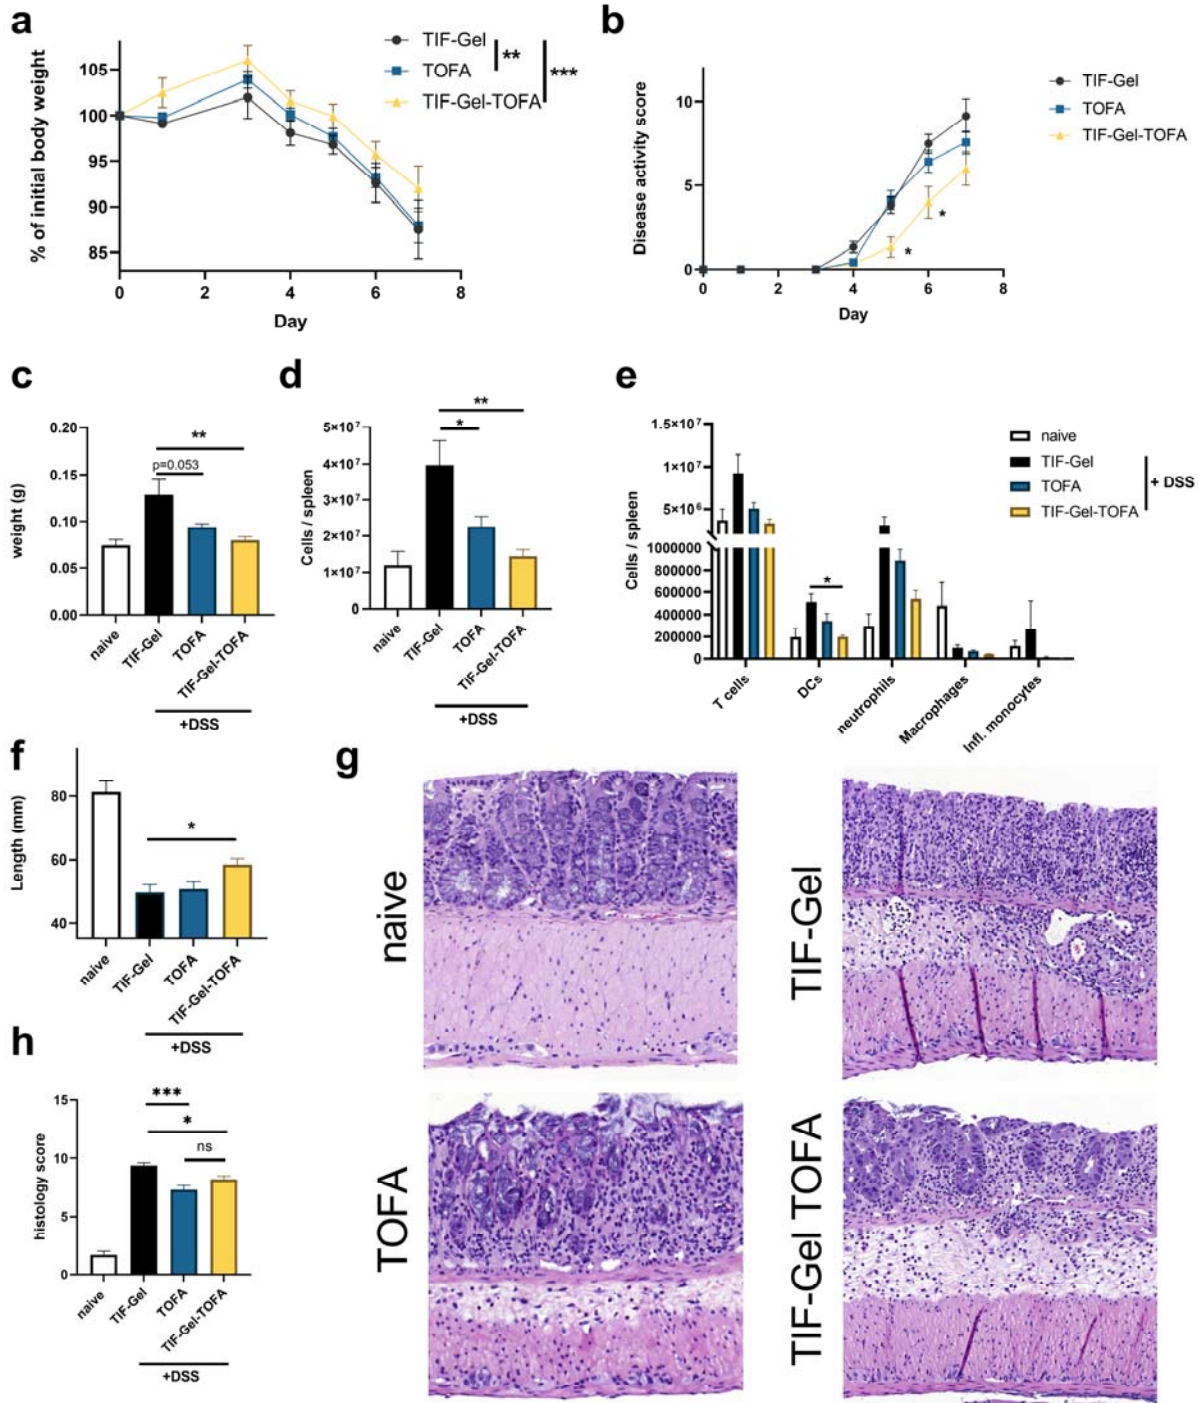 a
% of initial body weight
105
100
95
90
85
0 2 4 6 8
Day
TIF-Gel
TOFA
TIF-Gel-TOFA
**
***
b
Disease activity score
10
5
0
0 2 4 6 8
Day
*
*
TIF-Gel
TOFA
TIF-Gel-TOFA
c
weight (g)
0.20
0.15
0.10
0.05
0.00
**
p=0.053
naive
TIF-Gel
TOFA
TIF-Gel-TOFA
+DSS
d
Cells / spleen
5×10⁷
4×10⁷
3×10⁷
2×10⁷
1×10⁷
0
**
*
naive
TIF-Gel
TOFA
TIF-Gel-TOFA
+DSS
e
Cells / spleen
1.5×10⁷
1×10⁷
5×10⁶
1000000
800000
600000
400000
200000
0
*
T cells
DCs
neutrophils
Macrophages
Infl. monocytes
naive
TIF-Gel
TOFA
TIF-Gel-TOFA
+ DSS
f
Length (mm)
80
60
40
*
naive
TIF-Gel
TOFA
TIF-Gel-TOFA
+DSS
g
naive
TIF-Gel
TOFA
TIF-Gel TOFA
h
histology score
15
10
5
0
***
*
ns
naive
TIF-Gel
TOFA
TIF-Gel-TOFA
+DSS